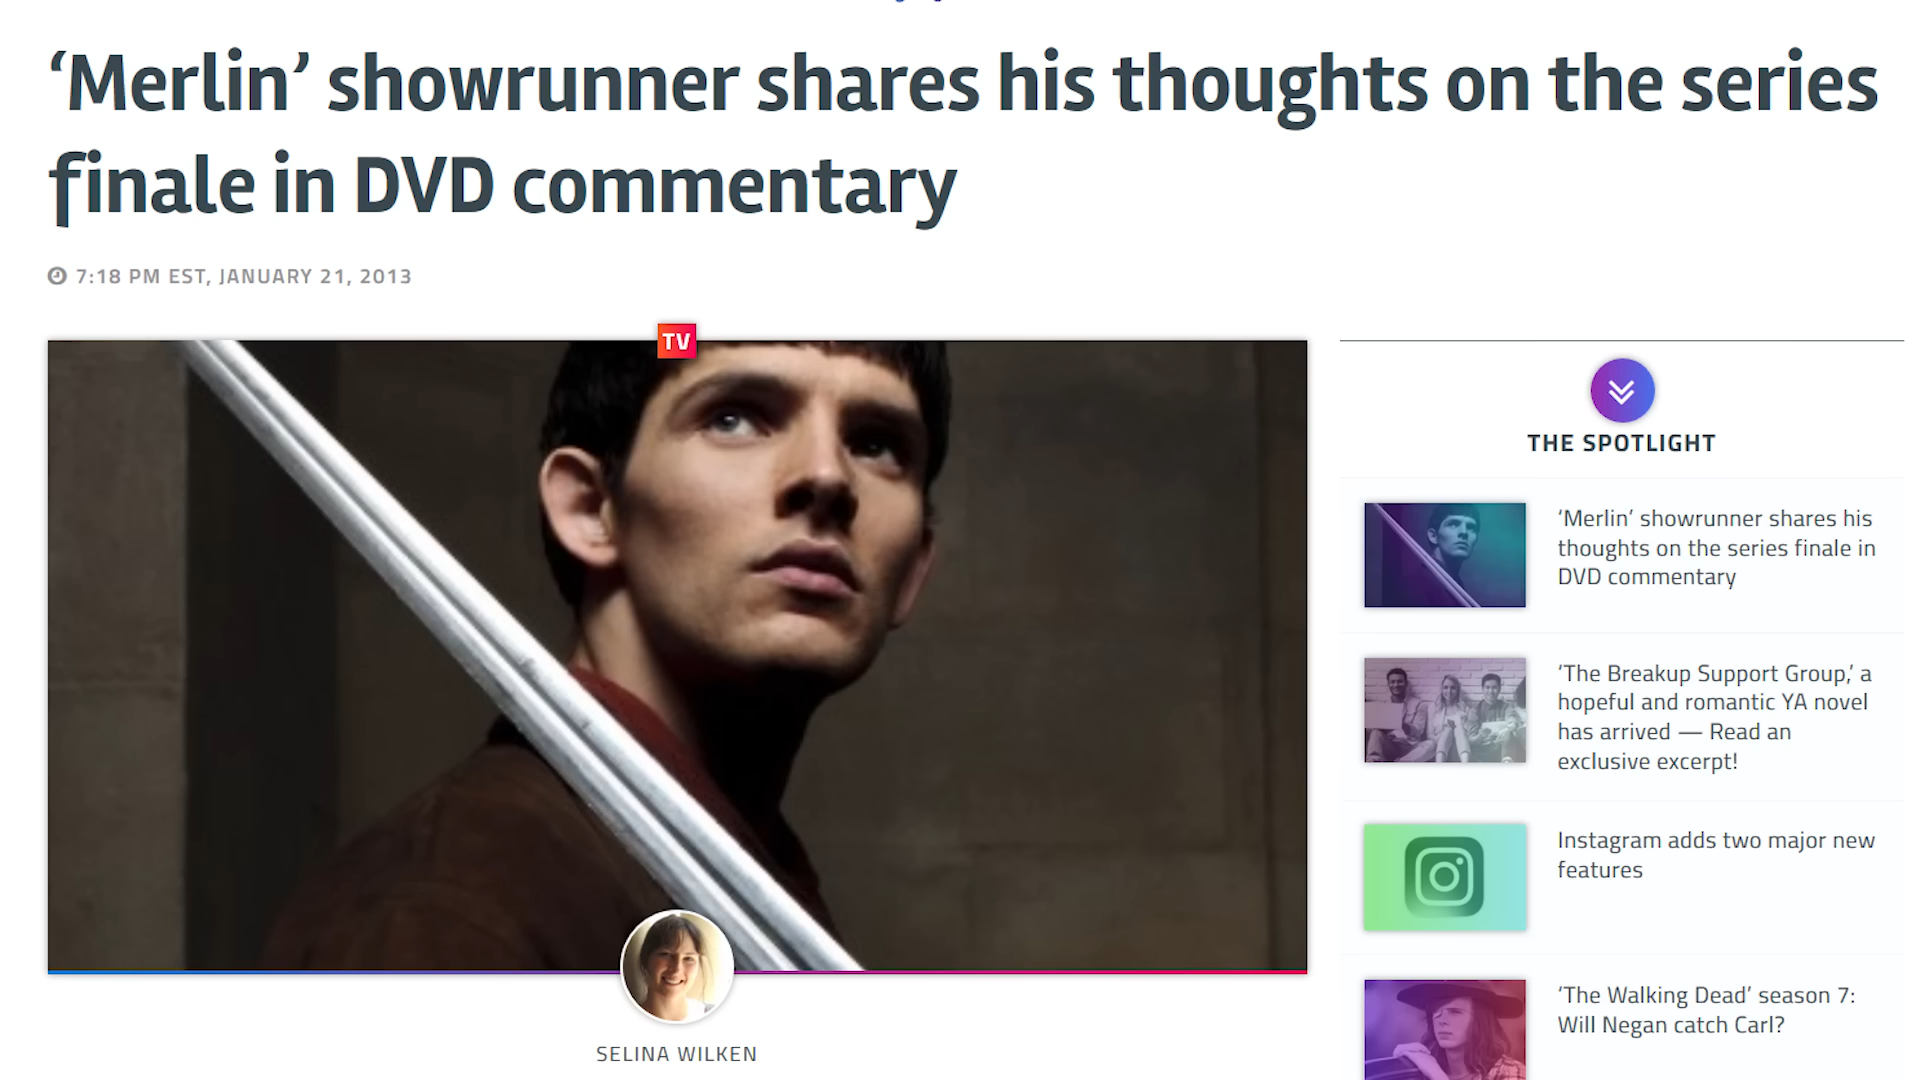 ‘Merlin’ showrunner shares his thoughts on the series
finale in DVD commentary
7:18 PM EST, JANUARY 21, 2013
TV
SELINA WILKEN
THE SPOTLIGHT
‘Merlin’ showrunner shares his
thoughts on the series finale in
DVD commentary
‘The Breakup Support Group,’ a
hopeful and romantic YA novel
has arrived — Read an
exclusive excerpt!
Instagram adds two major new
features
‘The Walking Dead’ season 7:
Will Negan catch Carl?